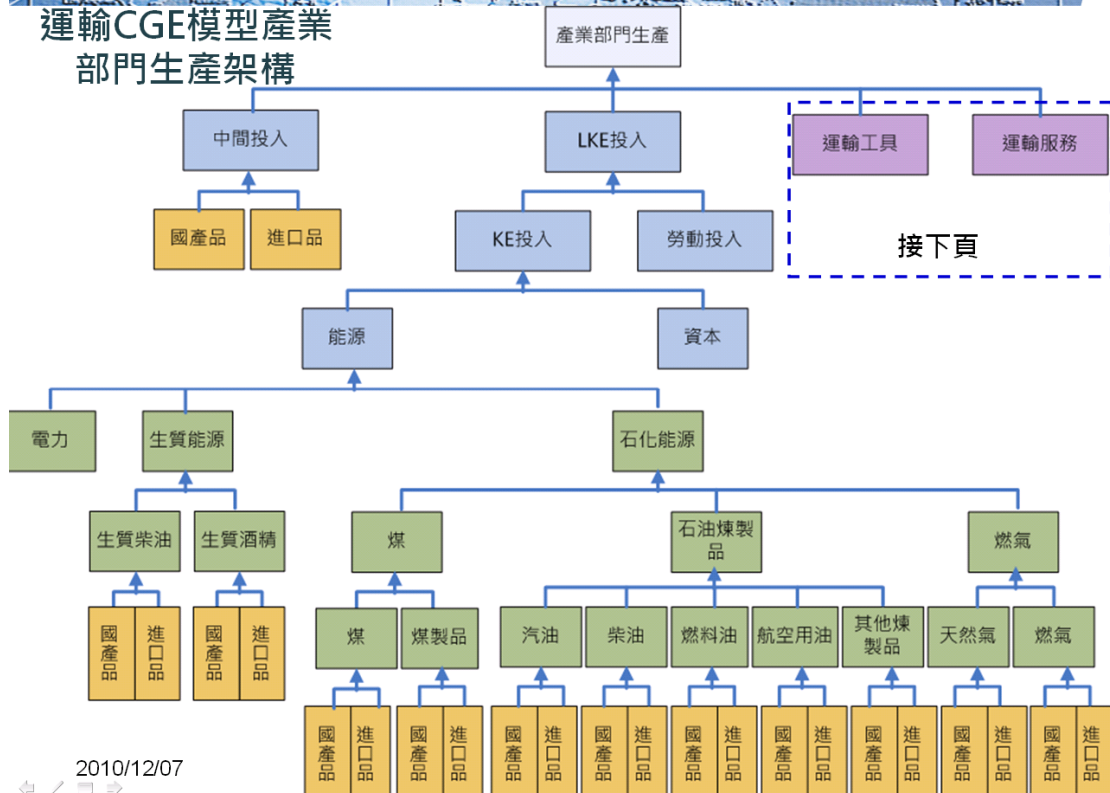 運輸CGE模型產業
部門生產架構
產業部門生產
中間投入
LKE投入
運輸工具
運輸服務
國產品
進口品
KE投入
勞動投入
接下頁
能源
資本
電力
生質能源
石化能源
生質柴油
生質酒精
煤
石油煉製
品
燃氣
國產品
進口品
國產品
進口品
煤
煤製品
汽油
柴油
燃料油
航空用油
其他煉
製品
天然氣
燃氣
國產品
進口品
國產品
進口品
國產品
進口品
國產品
進口品
國產品
進口品
國產品
進口品
國產品
進口品
國產品
進口品
國產品
進口品
2010/12/07